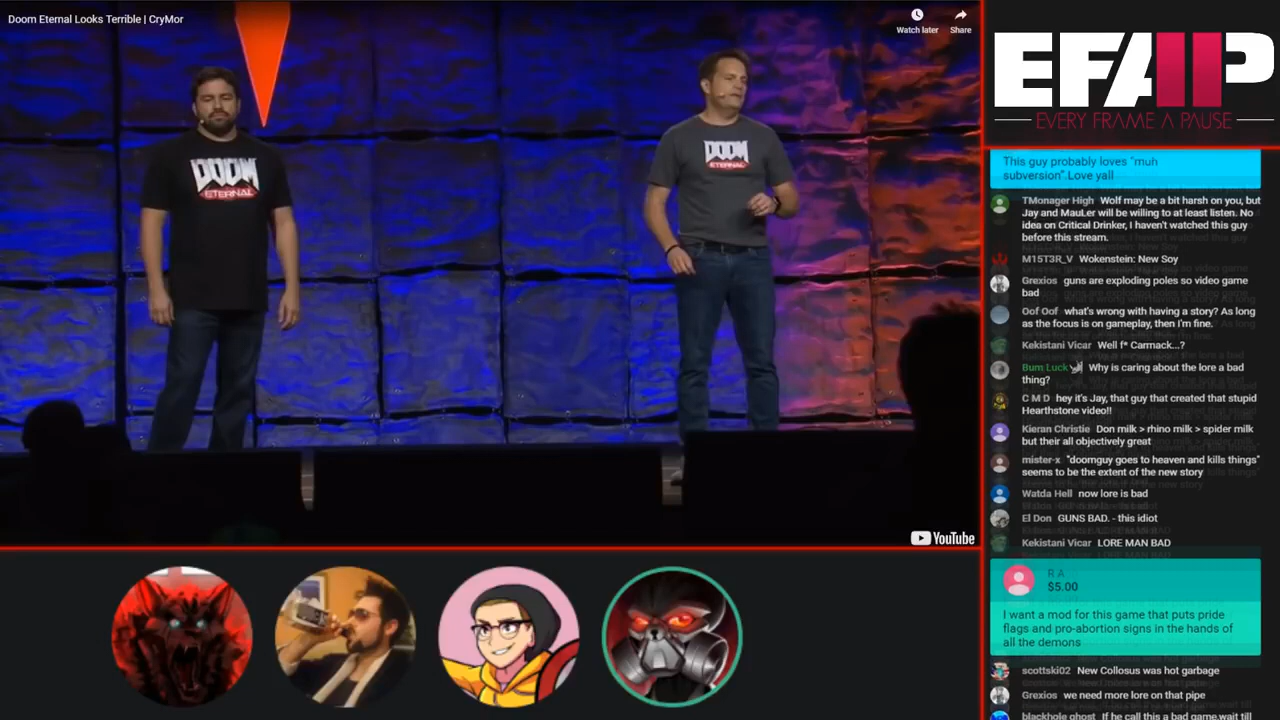 Doom Eternal Looks Terrible | CryMor
Watch later
Share
DOOM
ETERNAL
DOOM
ETERNAL
YouTube
EFAP
EVERY FRAME A PAUSE
This guy probably loves "muh
subversion".Love yall
TMonager High Wolf may be a bit harsh on you, but
Jay and MauLer will be willing to at least listen. No
idea on Critical Drinker, I haven't watched this guy
before this stream.
M15T3R_V Wokenstein: New Soy
Grexios guns are exploding poles so video game
bad
Oof Oof what's wrong with having a story? As long
as the focus is on gameplay, then I'm fine.
Kekistani Vicar Well f* Carmack...?
Bum Luck Why is caring about the lore a bad
thing?
C M D hey it's Jay, that guy that created that stupid
Hearthstone video!!
Kieran Christie Don milk > rhino milk > spider milk
but their all objectively great
mister-x "doomguy goes to heaven and kills things"
seems to be the extent of the new story
Watda Hell now lore is bad
El Don GUNS BAD. - this idiot
Kekistani Vicar LORE MAN BAD
R A
$5.00
I want a mod for this game that puts pride
flags and pro-abortion signs in the hands of
all the demons
scottski02 New Collosus was hot garbage
Grexios we need more lore on that pipe
blackhole ghost If he call this a bad game,wait till